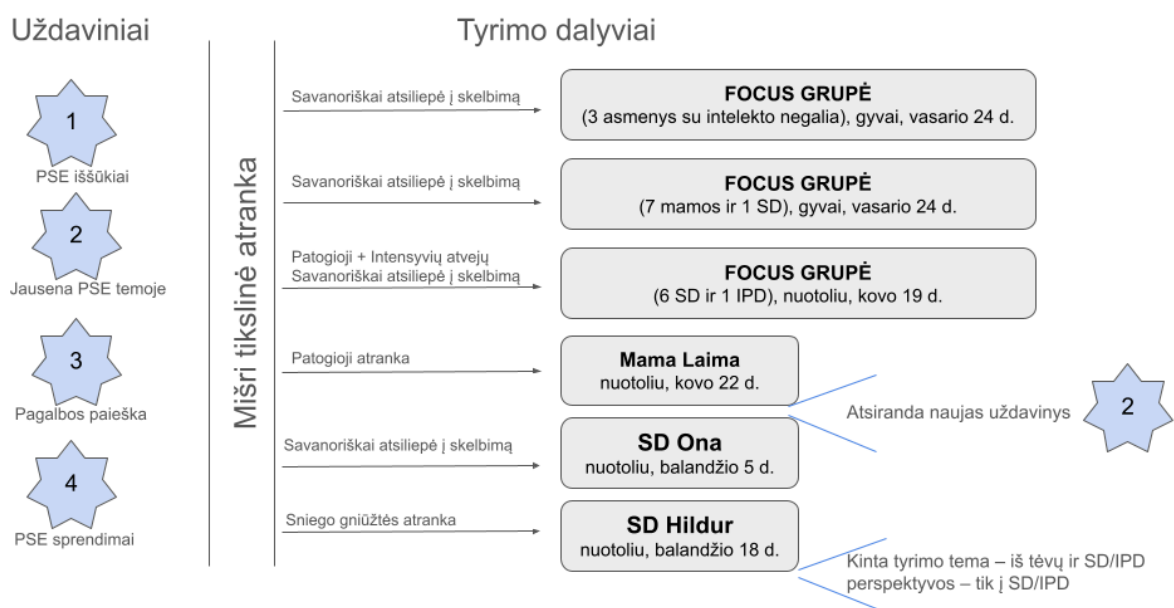 Uždaviniai
Tyrimo dalyviai
1
PSE iššūkiai
2
Jausena PSE temoje
3
Pagalbos paieška
4
PSE sprendimai
Mišri tikslinė atranka
Savanoriškai atsiliepė į skelbimą
FOCUS GRUPĖ
(3 asmenys su intelekto negalia), gyvai, vasario 24 d.
Savanoriškai atsiliepė į skelbimą
FOCUS GRUPĖ
(7 mamos ir 1 SD), gyvai, vasario 24 d.
Patogioji + Intensyvių atvejų
Savanoriškai atsiliepė į skelbimą
FOCUS GRUPĖ
(6 SD ir 1 IPD), nuotoliu, kovo 19 d.
Patogioji atranka
Mama Laima
nuotoliu, kovo 22 d.
Atsiranda naujas uždavinys
2
Savanoriškai atsiliepė į skelbimą
SD Ona
nuotoliu, balandžio 5 d.
Sniego gniūžtės atranka
SD Hildur
nuotoliu, balandžio 18 d.
Kinta tyrimo tema – iš tėvų ir SD/IPD
perspektyvos – tik į SD/IPD